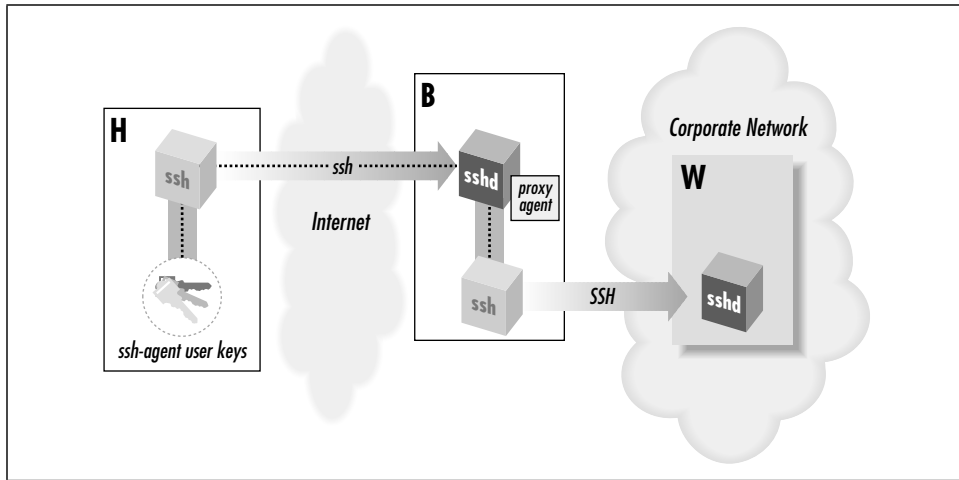 H
ssh
ssh-agent user keys
ssh
Internet
B
sshd
proxy
agent
ssh
SSH
Corporate Network
W
sshd